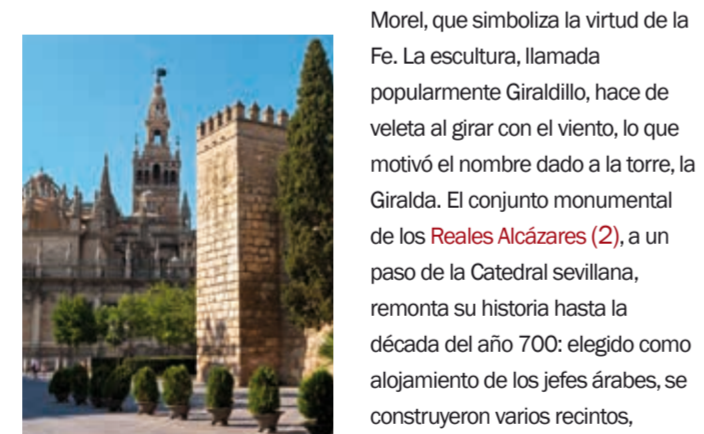 Morel, que simboliza la virtud de la
Fe. La escultura, llamada
popularmente Giraldillo, hace de
veleta al girar con el viento, lo que
motivó el nombre dado a la torre, la
Giralda. El conjunto monumental
de los Reales Alcázares (2), a un
paso de la Catedral sevillana,
remonta su historia hasta la
década del año 700: elegido como
alojamiento de los jefes árabes, se
construyeron varios recintos,